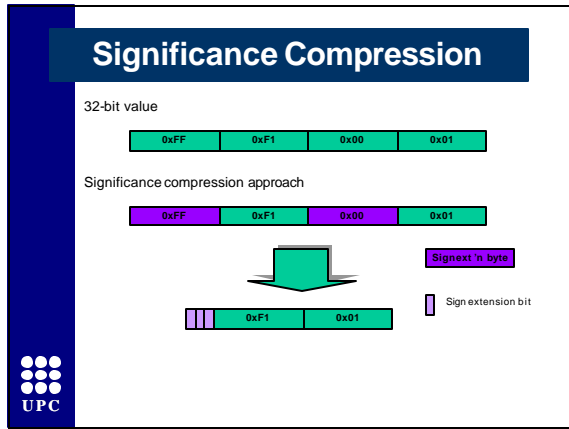 Significance Compression
32-bit value
0xFF 0xF1 0x00 0x01
Significance compression approach
0xFF 0xF1 0x00 0x01
Signext 'n byte
Sign extension bit
0xF1 0x01
UPC